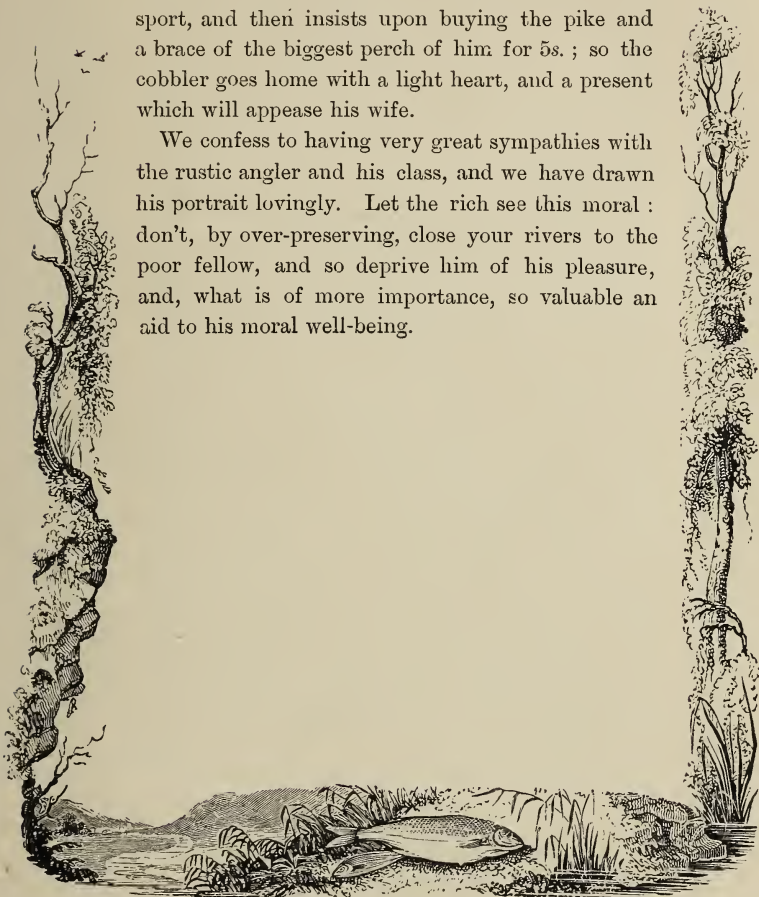 sport, and then insists upon buying the pike and
a brace of the biggest perch of him for 5s. ; so the
cobbler goes home with a light heart, and a present
which will appease his wife.
We confess to having very great sympathies with
the rustic angler and his class, and we have drawn
his portrait lovingly. Let the rich see this moral :
don't, by over-preserving, close your rivers to the
poor fellow, and so deprive him of his pleasure,
and, what is of more importance, so valuable an
aid to his moral well-being.